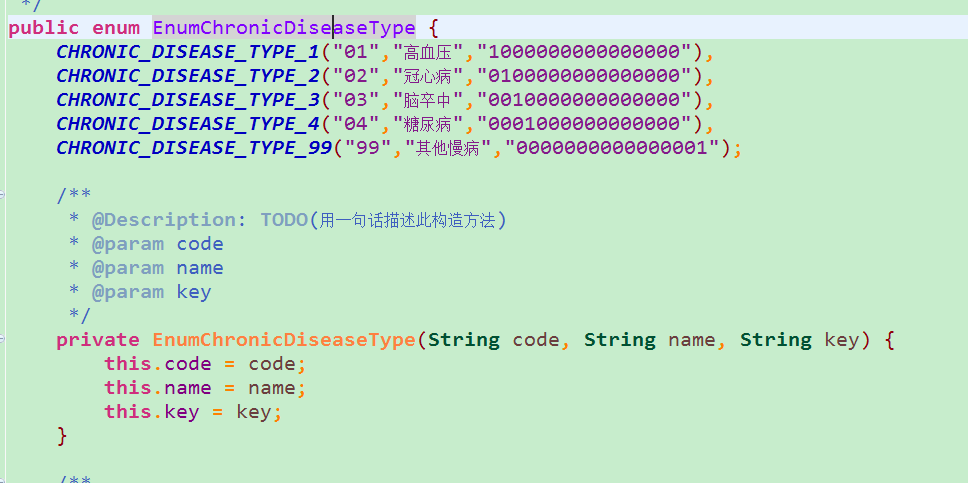 */
public enum EnumChronicDiseaseType {
CHRONIC_DISEASE_TYPE_1("01","高血压","1000000000000000"),
CHRONIC_DISEASE_TYPE_2("02","冠心病","0100000000000000"),
CHRONIC_DISEASE_TYPE_3("03","脑卒中","0010000000000000"),
CHRONIC_DISEASE_TYPE_4("04","糖尿病","0001000000000000"),
CHRONIC_DISEASE_TYPE_99("99","其他慢病","0000000000000001");
/**
* @Description: TODO(用一句话描述此构造方法)
* @param code
* @param name
* @param key
*/
private EnumChronicDiseaseType(String code, String name, String key) {
this.code = code;
this.name = name;
this.key = key;
}
/**